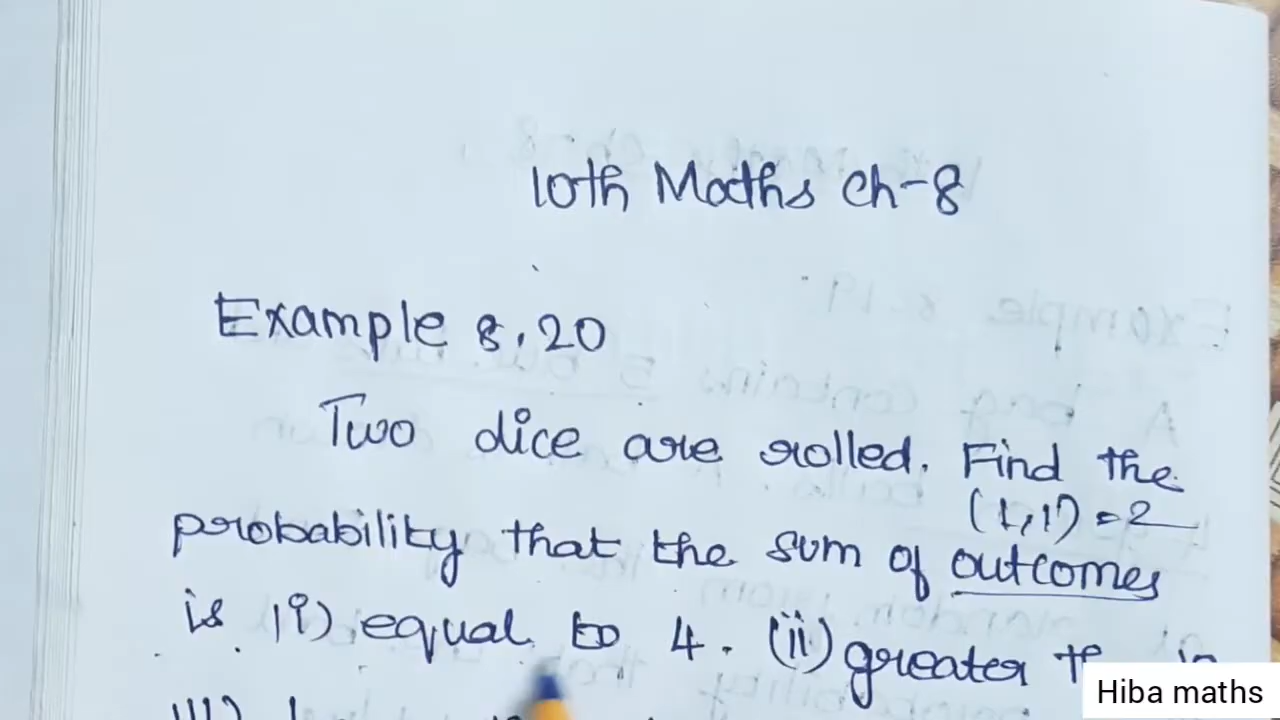 10th Maths Ch-8
Example 8.20
Two dice are rolled. Find the
(1,1) = 2
probability that the sum of outcomes
is (i) equal to 4. (ii) greater
Hiba maths